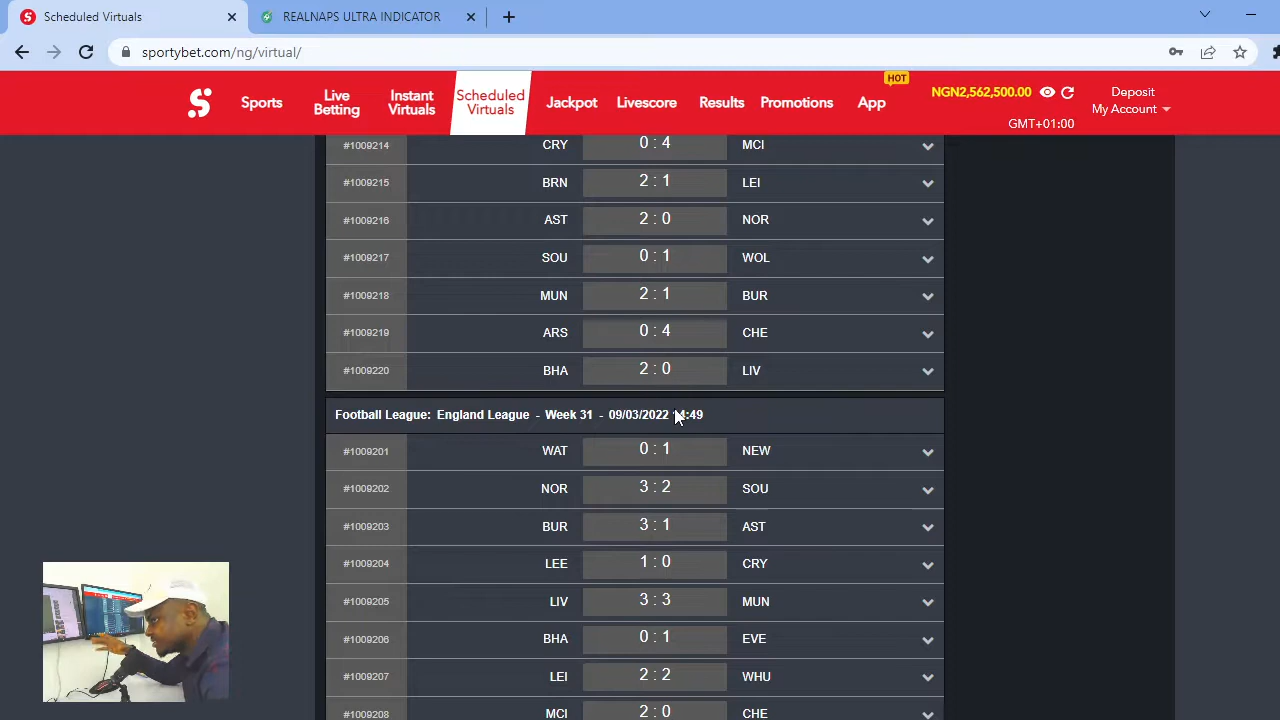 Scheduled Virtuals
REALNAPS ULTRA INDICATOR
sportybet.com/ng/virtual/
Sports
Live Betting
Instant Virtuals
Scheduled Virtuals
Jackpot
Livescore
Results
Promotions
HOT
App
NGN2,562,500.00
GMT+01:00
Deposit
My Account
#1009214 CRY 0 : 4 MCI
#1009215 BRN 2 : 1 LEI
#1009216 AST 2 : 0 NOR
#1009217 SOU 0 : 1 WOL
#1009218 MUN 2 : 1 BUR
#1009219 ARS 0 : 4 CHE
#1009220 BHA 2 : 0 LIV
Football League: England League - Week 31 - 09/03/2022
#1009201 WAT 0 : 1 NEW
#1009202 NOR 3 : 2 SOU
#1009203 BUR 3 : 1 AST
#1009204 LEE 1 : 0 CRY
#1009205 LIV 3 : 3 MUN
#1009206 BHA 0 : 1 EVE
#1009207 LEI 2 : 2 WHU
#1009208 MCI 2 : 0 CHE